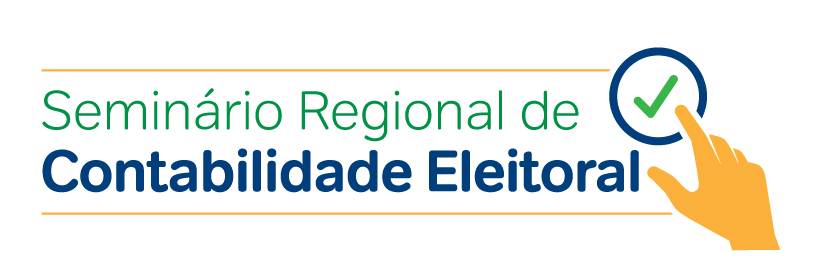 Seminário Regional de
Contabilidade Eleitoral